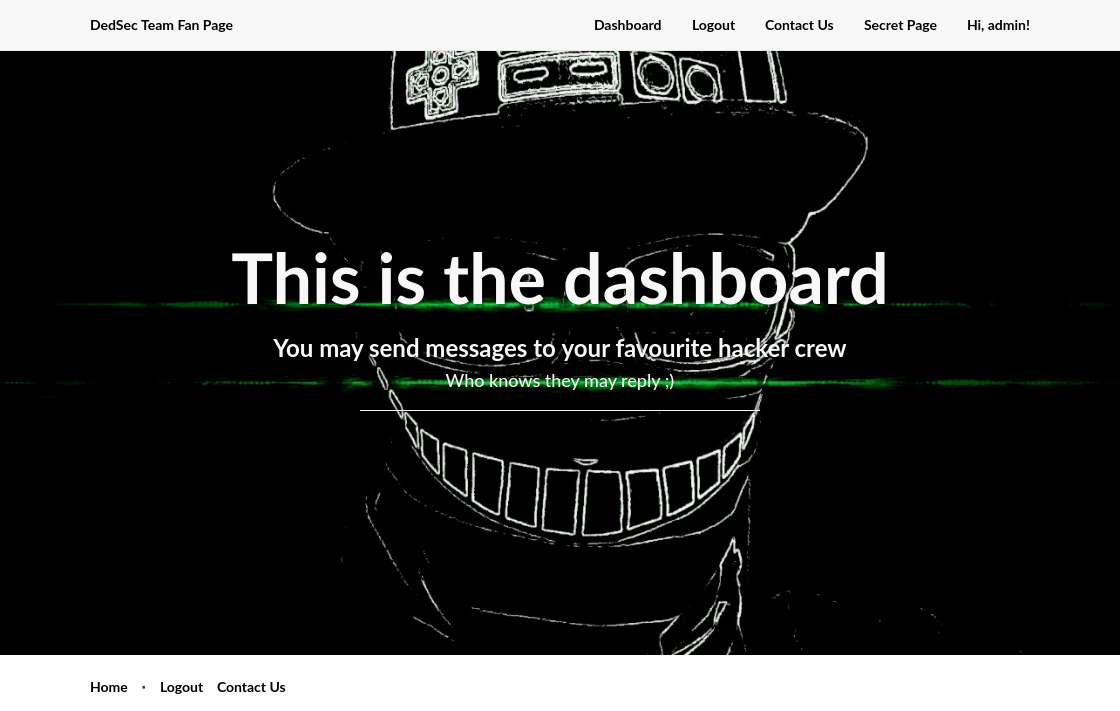 DedSec Team Fan Page
Dashboard Logout Contact Us Secret Page Hi, admin!
This is the dashboard
You may send messages to your favourite hacker crew
Who knows they may reply ;)
Home · Logout Contact Us